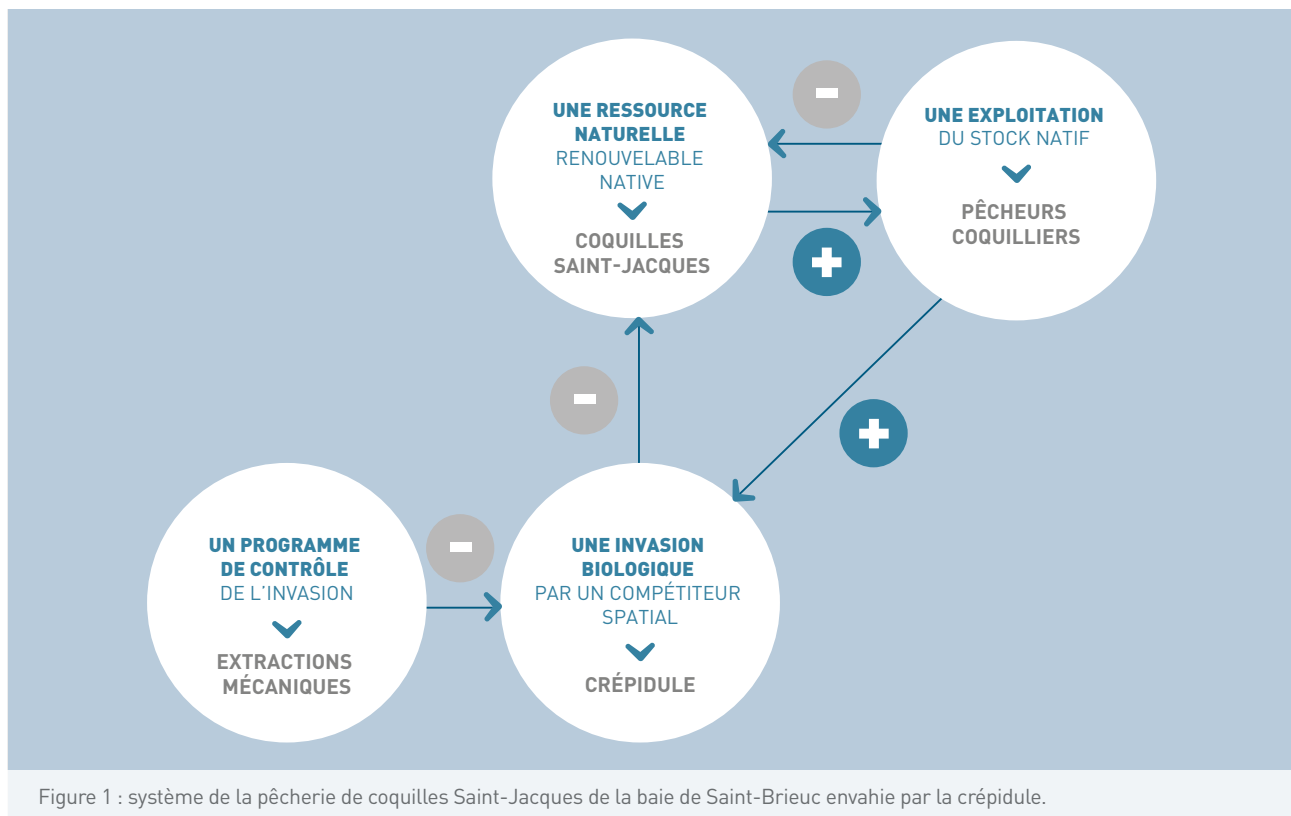 UNE RESSOURCE
NATURELLE
RENOUVELABLE
NATIVE
COQUILLES
SAINT-JACQUES
-
UNE EXPLOITATION
DU STOCK NATIF
PÊCHEURS
COQUILLIERS
+
-
+
UN PROGRAMME
DE CONTRÔLE
DE L'INVASION
EXTRACTIONS
MÉCANIQUES
-
UNE INVASION
BIOLOGIQUE
PAR UN COMPÉTITEUR
SPATIAL
CRÉPIDULE
Figure 1 : système de la pêcherie de coquilles Saint-Jacques de la baie de Saint-Brieuc envahie par la crépidule.